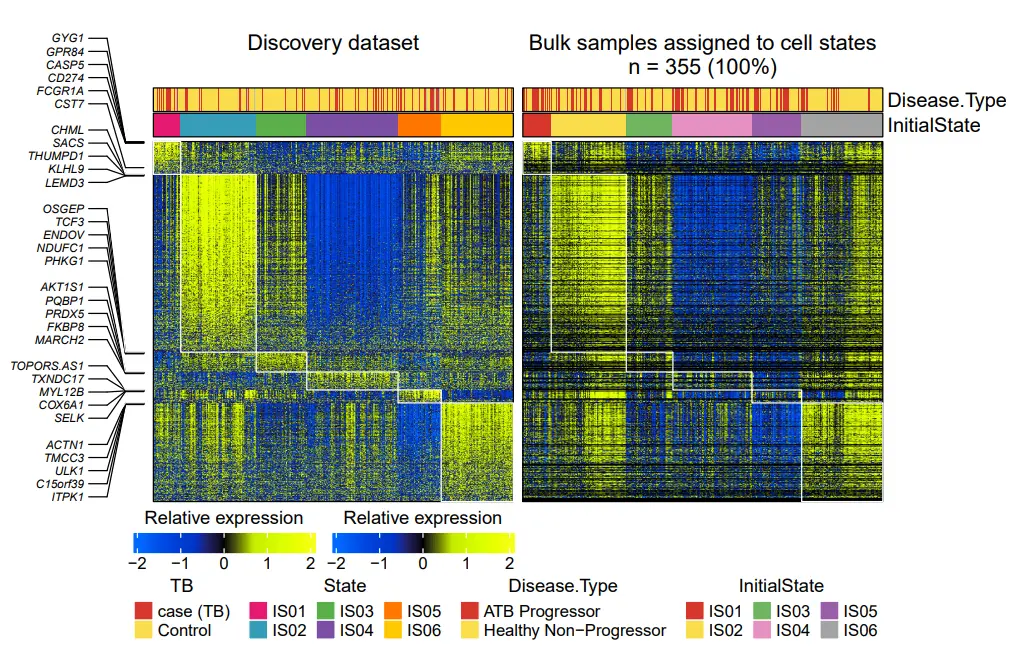 GYG1
GPR84
CASP5
CD274
FCGR1A
CST7
CHML
SACS
THUMPD1
KLHL9
LEMD3
OSGEP
TCF3
ENDOV
NDUFC1
PHKG1
AKT1S1
PQBP1
PRDX5
FKBP8
MARCH2
TOPORS.AS1
TXNDC17
MYL12B
COX6A1
SELK
ACTN1
TMCC3
ULK1
C15orf39
ITPK1
Discovery dataset
Bulk samples assigned to cell states
n = 355 (100%)
Disease.Type
InitialState
Relative expression
−2 −1 0 1 2
Relative expression
−2 −1 0 1 2
TB
case (TB)
Control
State
IS01 IS03 IS05
IS02 IS04 IS06
Disease.Type
ATB Progressor
Healthy Non−Progressor
InitialState
IS01 IS03 IS05
IS02 IS04 IS06